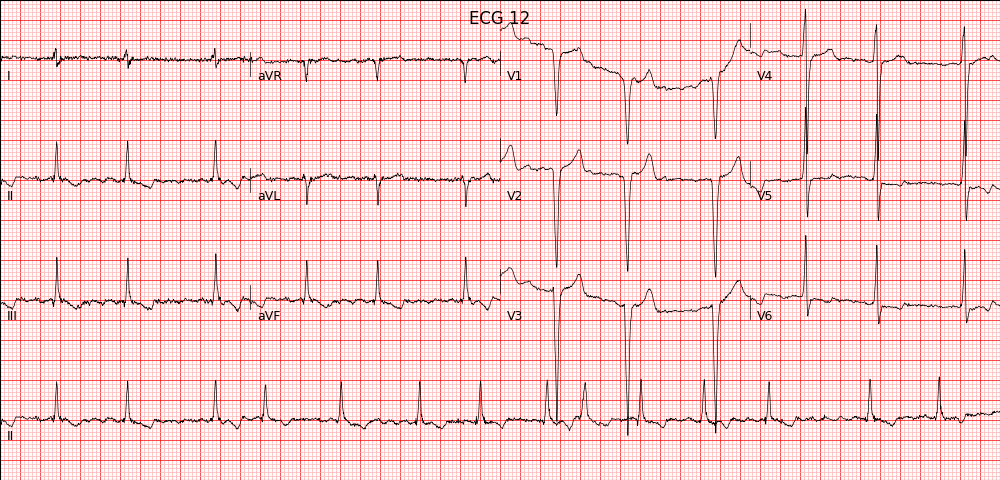 ECG 12
I aVR V1 V4
II aVL V2 V5
III aVF V3 V6
II